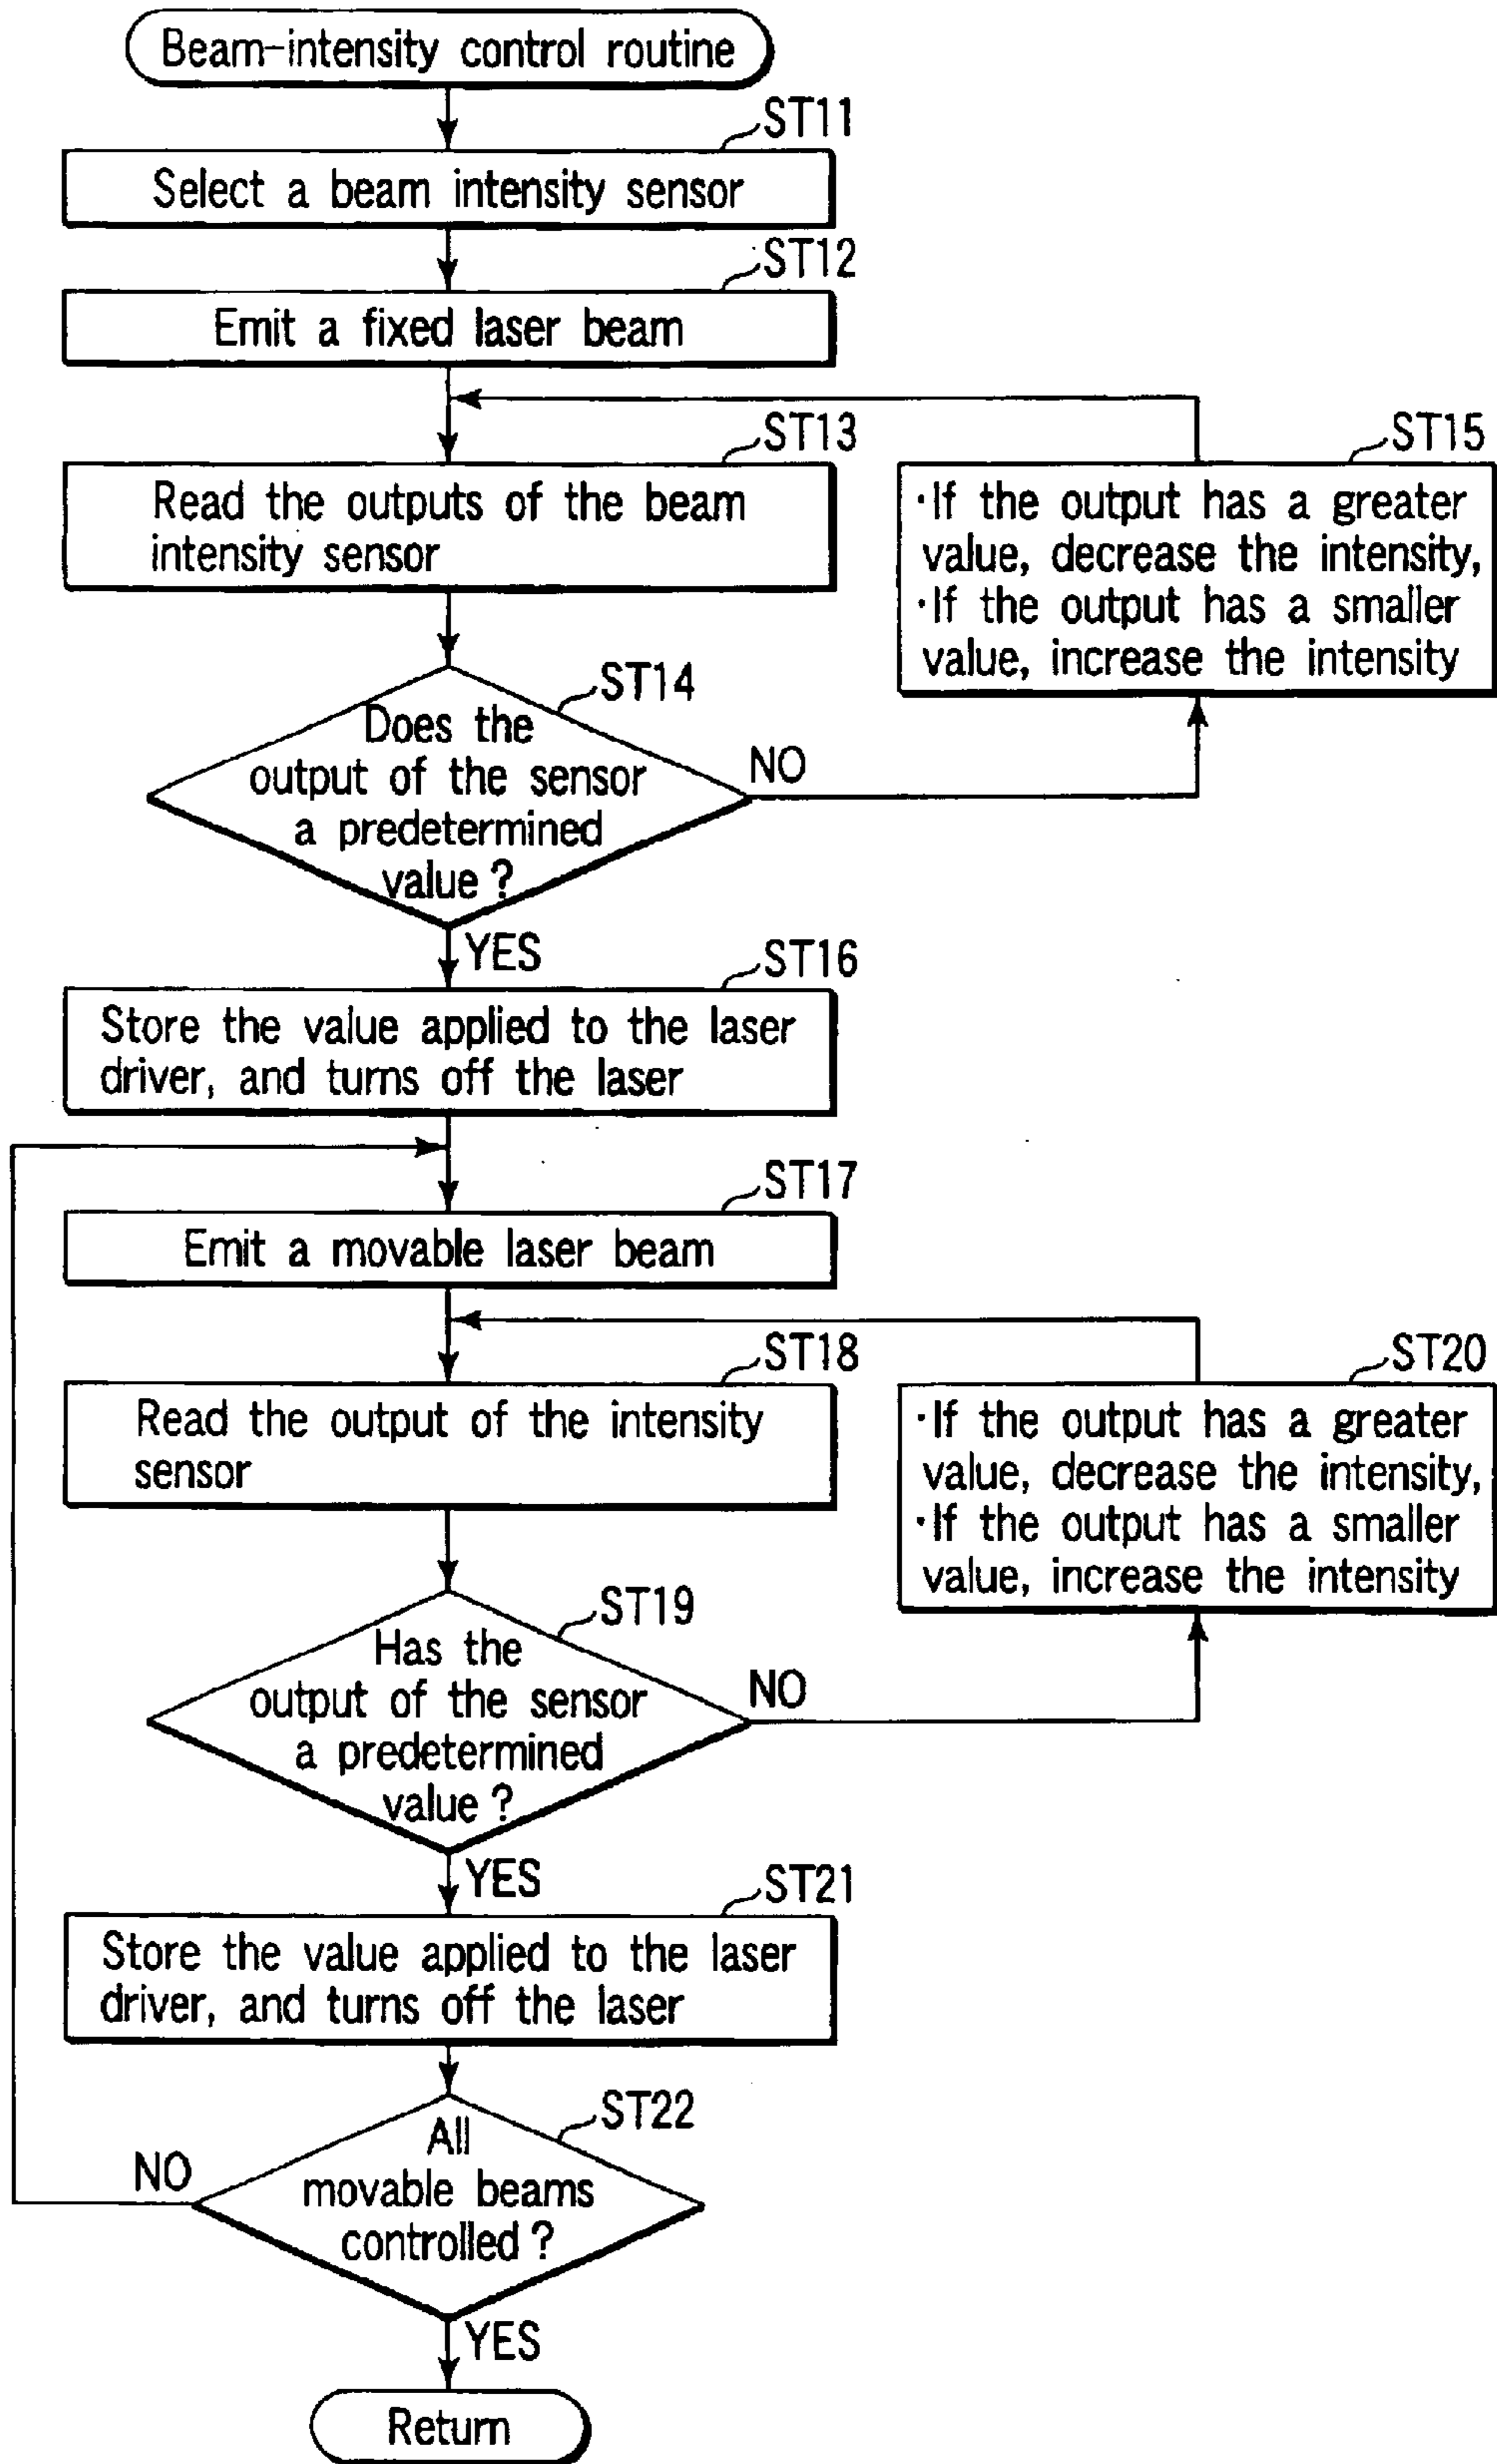 Beam-intensity control routine
ST11
Select a beam intensity sensor
ST12
Emit a fixed laser beam
ST13
Read the outputs of the beam
intensity sensor
ST15
·If the output has a greater
value, decrease the intensity,
·If the output has a smaller
value, increase the intensity
ST14
Does the
output of the sensor
a predetermined
value ?
NO
YES
ST16
Store the value applied to the laser
driver, and turns off the laser
ST17
Emit a movable laser beam
ST18
Read the output of the intensity
sensor
ST20
·If the output has a greater
value, decrease the intensity,
·If the output has a smaller
value, increase the intensity
ST19
Has the
output of the sensor
a predetermined
value ?
NO
YES
ST21
Store the value applied to the laser
driver, and turns off the laser
ST22
All
movable beams
controlled ?
NO
YES
Return